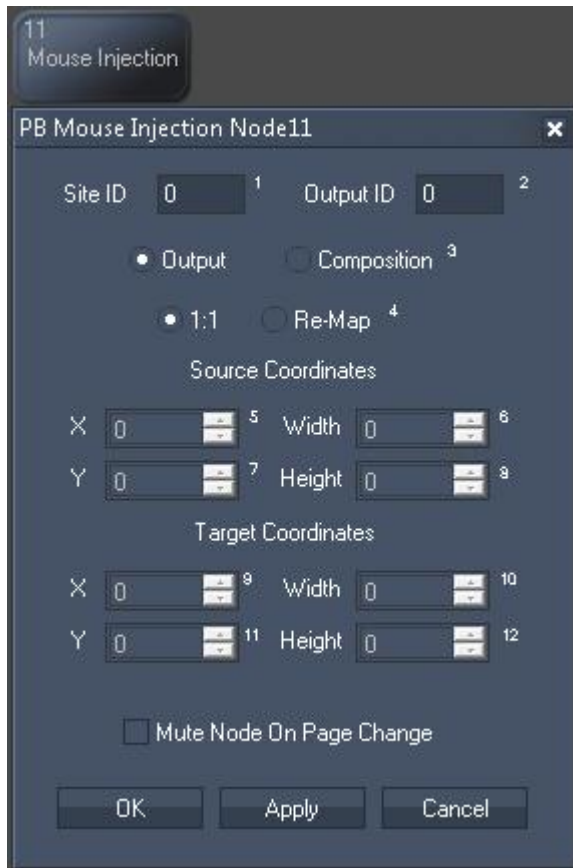 11
Mouse Injection
PB Mouse Injection Node11
Site ID 0 1 Output ID 0 2
Output Composition 3
1:1 Re-Map 4
Source Coordinates
X 0 5 Width 0 6
Y 0 7 Height 0 8
Target Coordinates
X 0 9 Width 0 10
Y 0 11 Height 0 12
Mute Node On Page Change
OK Apply Cancel